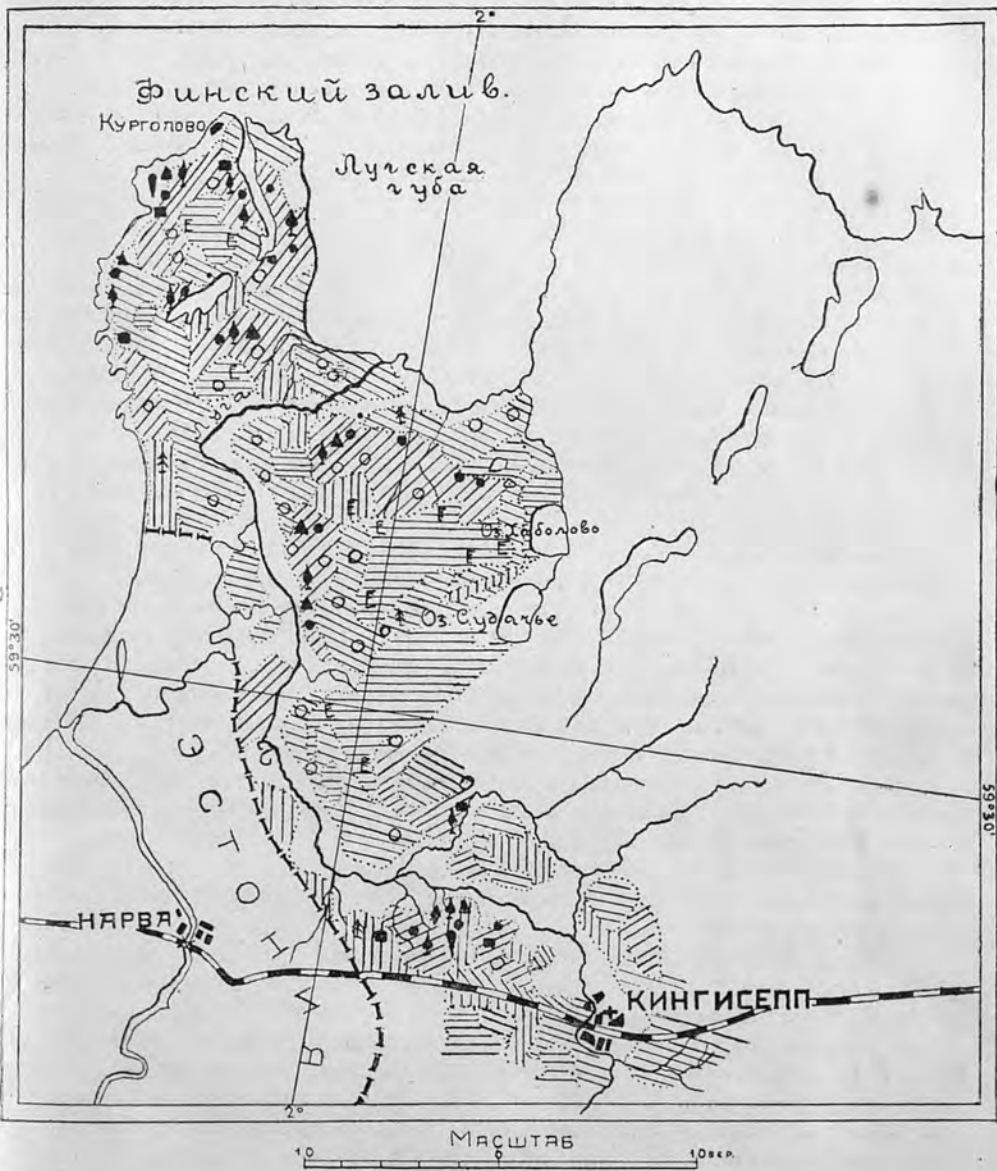 2°
Финский залив.
Курголово
Лугская
губа
Оз. Хаболово
Оз. Судачье
59°30'
59°30'
ЭСТОНИЯ
НАРВА
КИНГИСЕПП
2°
Масштаб
10 0 10 вер.